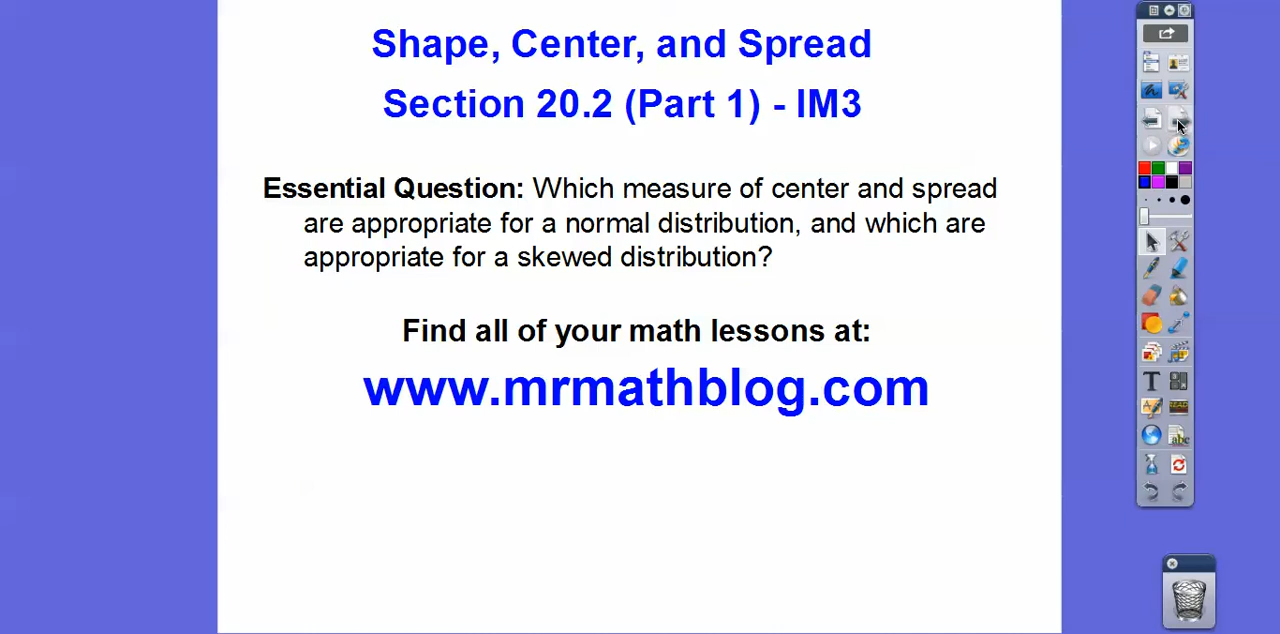 Shape, Center, and Spread
Section 20.2 (Part 1) - IM3
Essential Question: Which measure of center and spread
are appropriate for a normal distribution, and which are
appropriate for a skewed distribution?
Find all of your math lessons at:
www.mrmathblog.com